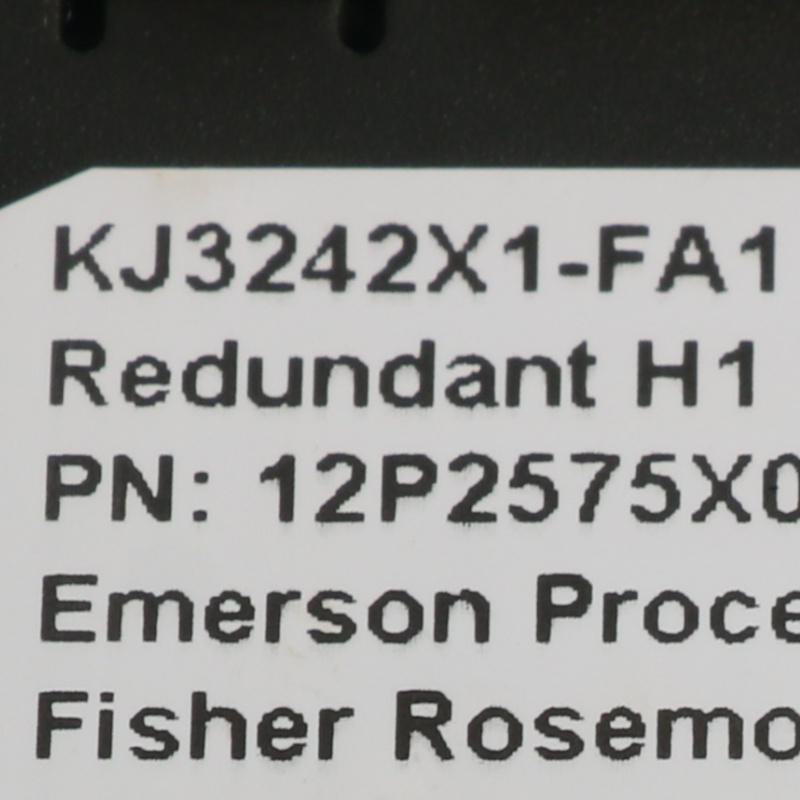 KJ3242X1-FA1
Redundant H1
PN: 12P2575X0
Emerson Proce
Fisher Rosemo